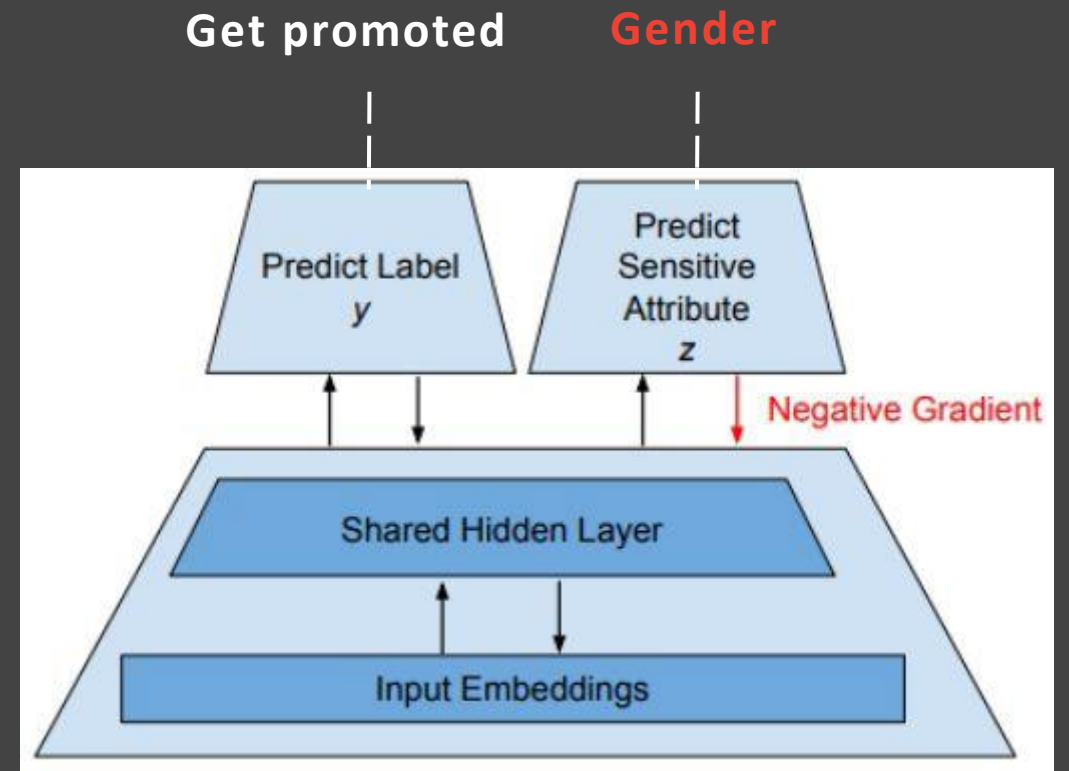 Get promoted
Gender
Predict Label
y
Predict
Sensitive
Attribute
z
Negative Gradient
Shared Hidden Layer
Input Embeddings